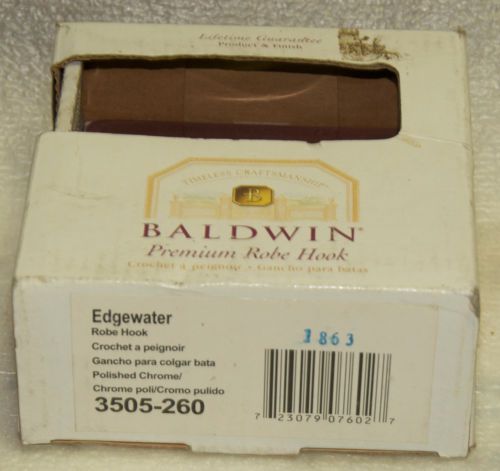 Lifetime Guarantee
Product & Finish
TIMELESS CRAFTSMANSHIP
B
BALDWIN®
Premium Robe Hook
Crochet à peignoir • Gancho para batas
Edgewater
Robe Hook
Crochet a peignoir
Gancho para colgar bata
Polished Chrome/
Chrome poli/Cromo pulido
3505-260
1863
7 23079 07602 7